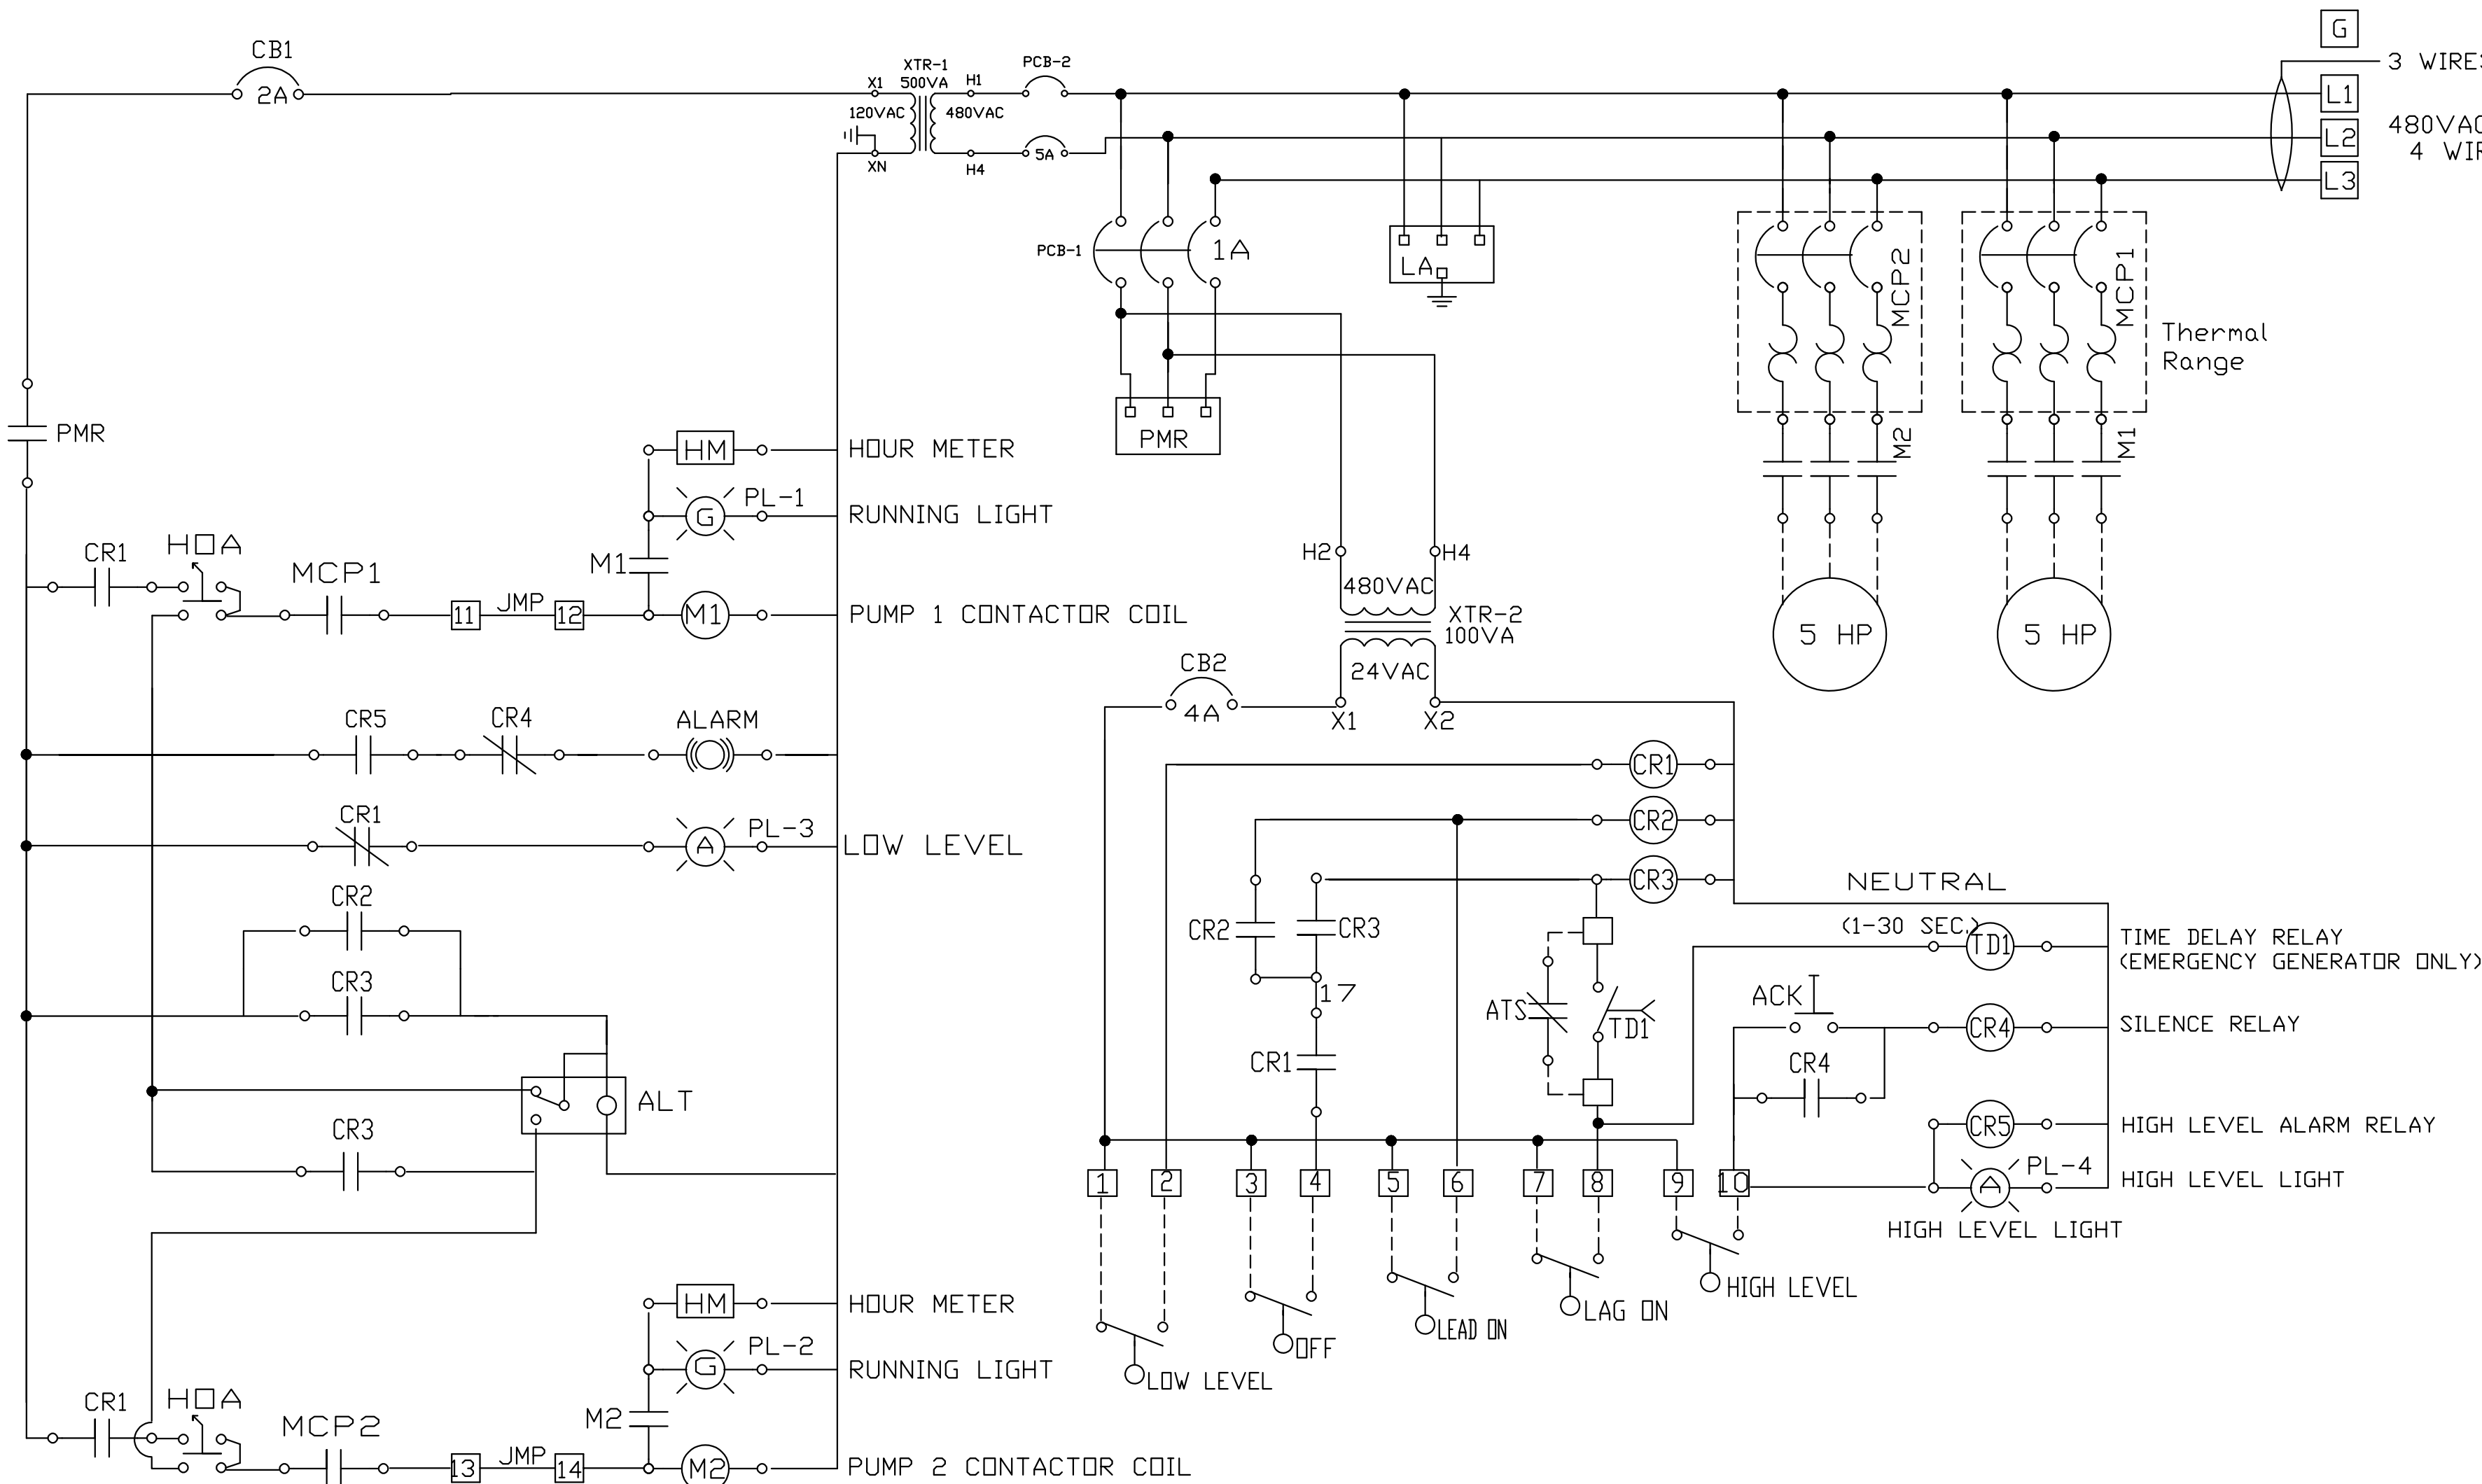 G
CB1
3 WIRES
XTR-1
PCB-2
X1
500VA
H1
2A
L1
120VAC
480VAC
480VAC
L2
4 WIR
5A
XN
H4
L3
PCB-1
1A
LA
MCP2
MCP1
Thermal
Range
PMR
PMR
M2
M1
HM
HOUR METER
PL-1
G
RUNNING LIGHT
CR1
HOA
MCP1
M1
H2
H4
480VAC
11
JMP
12
M1
PUMP 1 CONTACTOR COIL
XTR-2
100VA
5 HP
5 HP
CB2
24VAC
4A
X1
X2
CR5
CR4
ALARM
CR1
CR1
PL-3
A
LOW LEVEL
CR2
CR3
NEUTRAL
CR2
CR2
CR3
(1-30 SEC.)
TD1
TIME DELAY RELAY
(EMERGENCY GENERATOR ONLY)
CR3
17
ACK
ATS
TD1
CR4
SILENCE RELAY
CR1
CR4
ALT
CR3
CR5
HIGH LEVEL ALARM RELAY
PL-4
1
2
3
4
5
6
7
8
9
10
A
HIGH LEVEL LIGHT
HIGH LEVEL LIGHT
HIGH LEVEL
HM
HOUR METER
LAG ON
LEAD ON
OFF
PL-2
G
RUNNING LIGHT
LOW LEVEL
CR1
HOA
MCP2
M2
13
JMP
14
M2
PUMP 2 CONTACTOR COIL